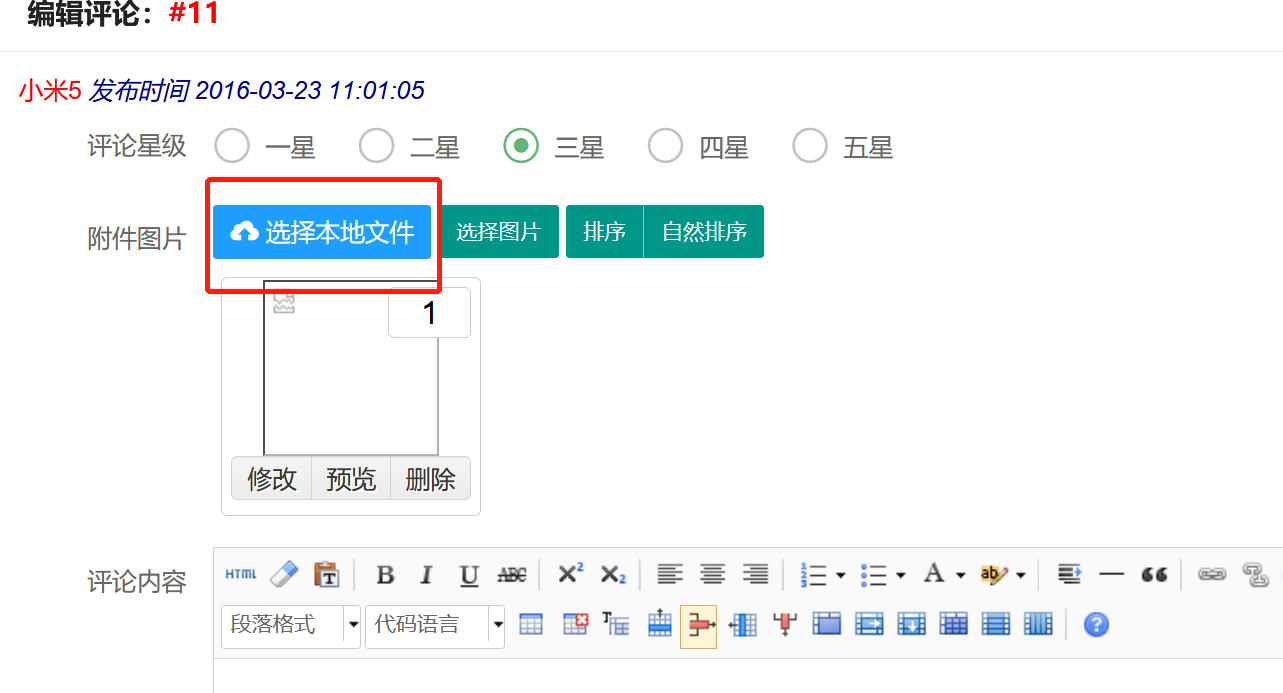 编辑评论：#11
小米5 发布时间 2016-03-23 11:01:05
评论星级 一星 二星 三星 四星 五星
附件图片 选择本地文件 选择图片 排序 自然排序
1
修改 预览 删除
评论内容 HTML T B I U ABC X² X₂ A ab
段落格式 代码语言 T ?